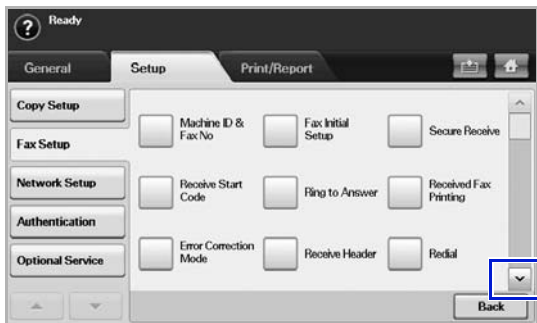 ? Ready
General Setup Print/Report
Copy Setup
Fax Setup
Network Setup
Authentication
Optional Service
Machine ID &
Fax No
Fax Initial
Setup
Secure Receive
Receive Start
Code
Ring to Answer
Received Fax
Printing
Error Correction
Mode
Receive Header
Redial
Back